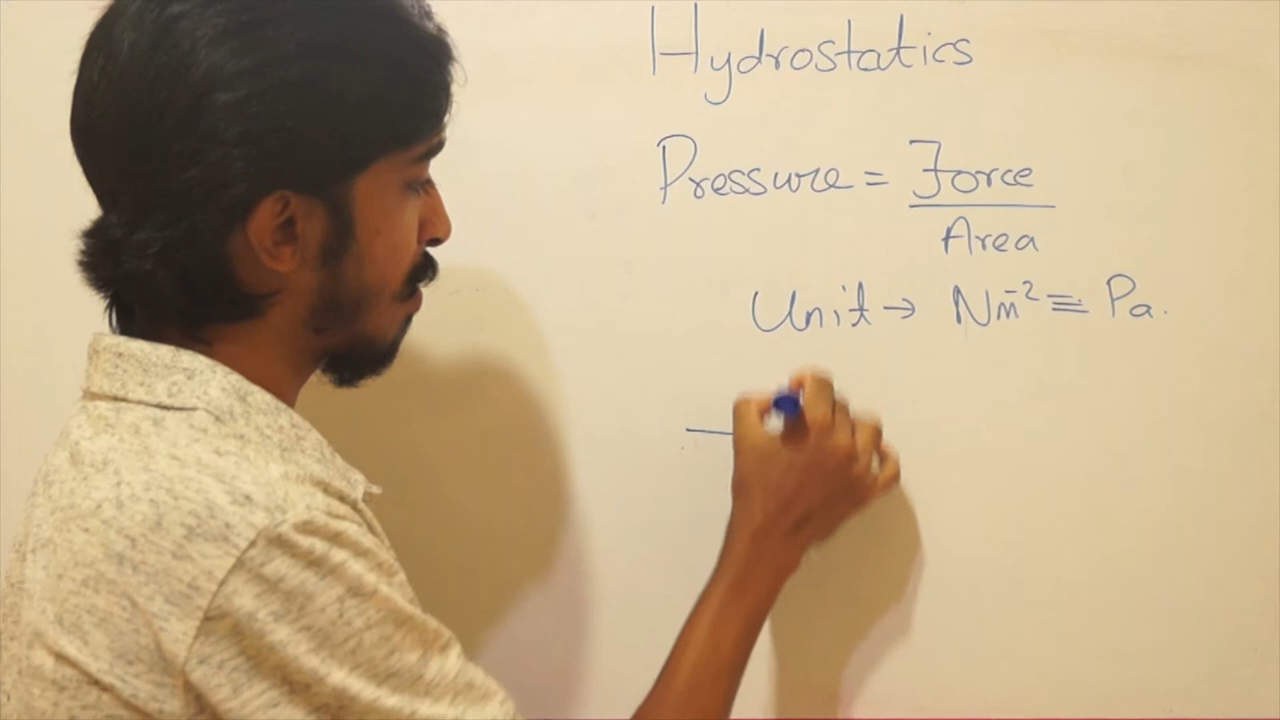 Hydrostatics
Pressure = Force
Area
Unit → Nm⁻² ≡ Pa.